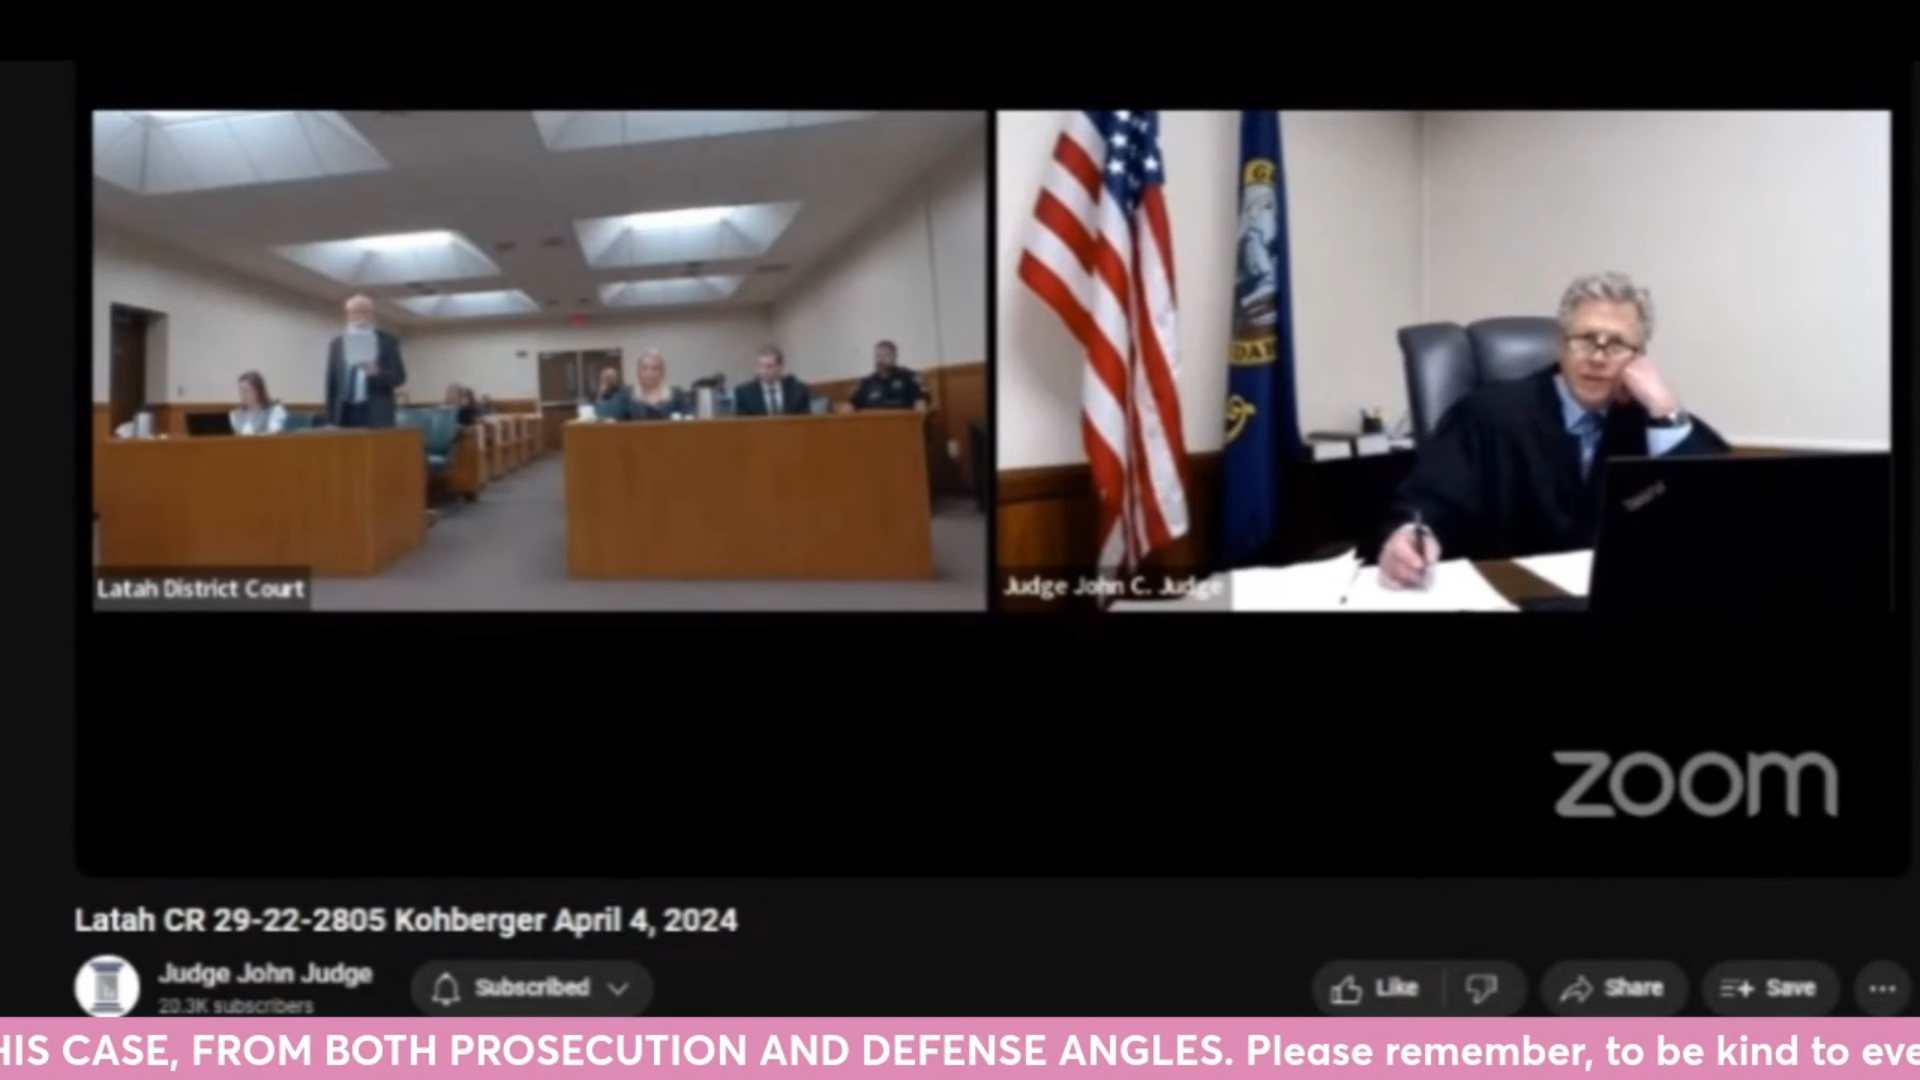 Latah District Court
Judge John C. Judge
zoom
Latah CR 29-22-2805 Kohberger April 4, 2024
Judge John Judge
20.3K subscribers
Subscribed
Like
Share
Save
HIS CASE, FROM BOTH PROSECUTION AND DEFENSE ANGLES. Please remember, to be kind to eve